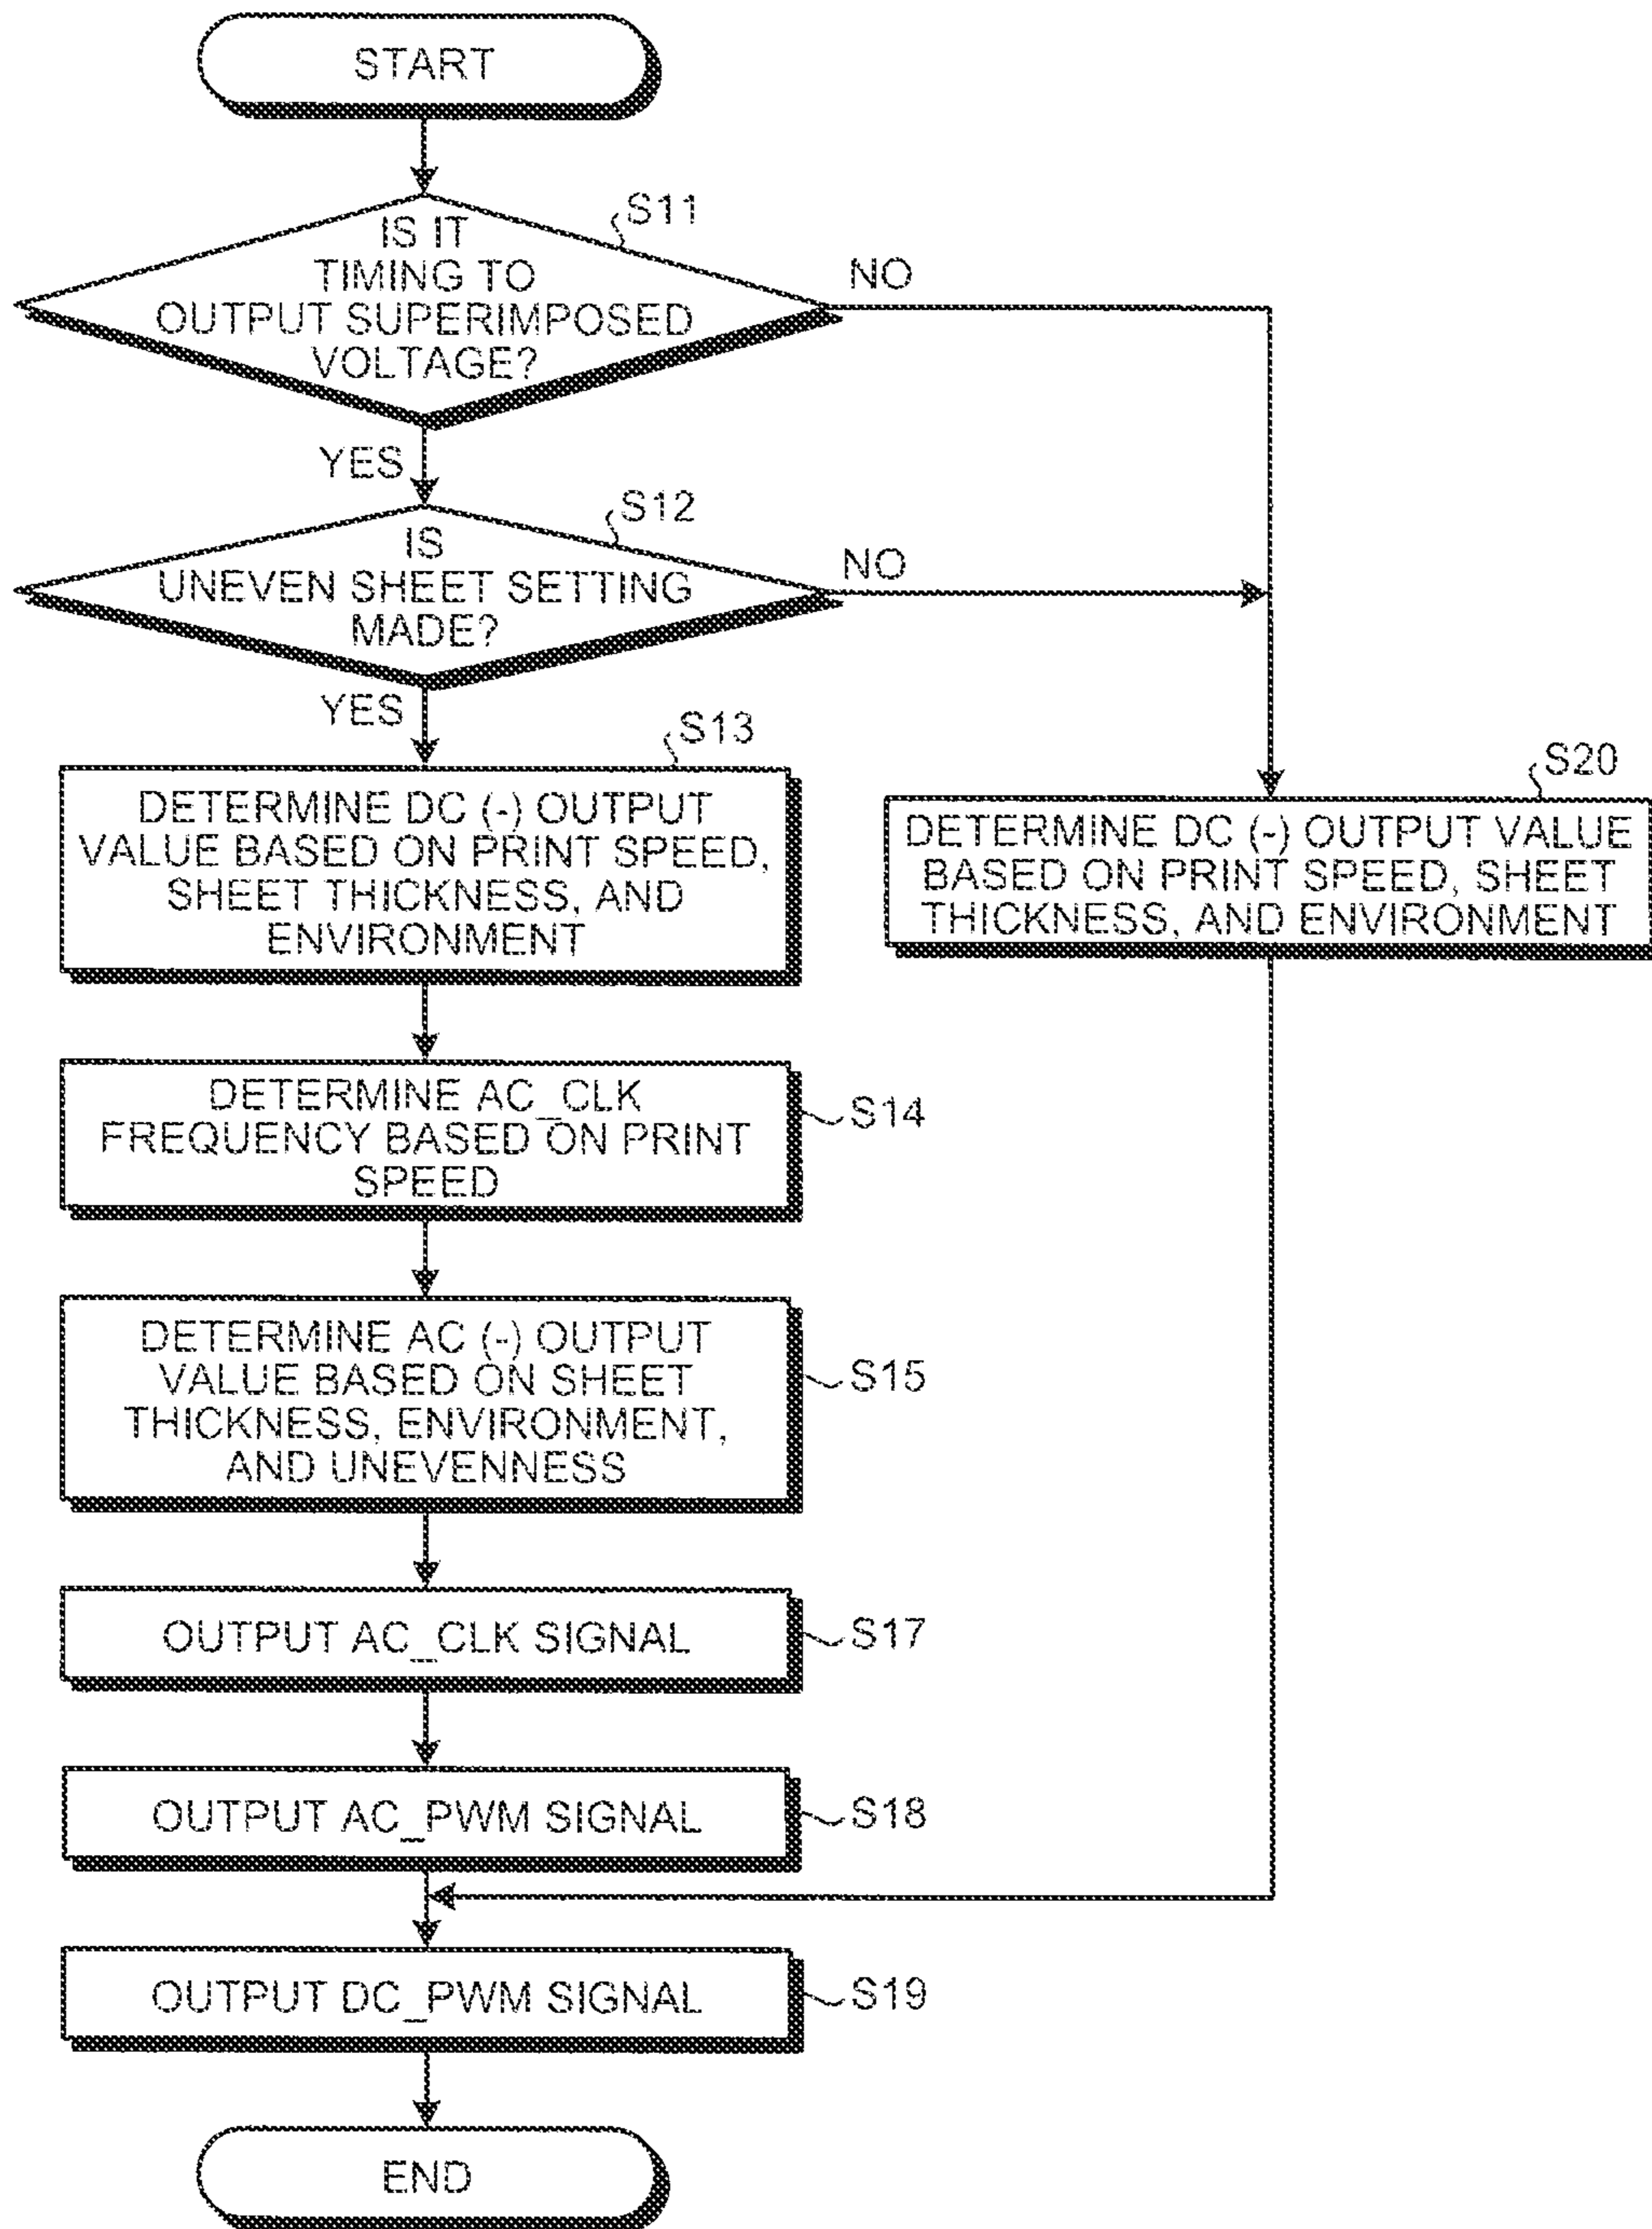 START
S11
IS IT
TIMING TO
OUTPUT SUPERIMPOSED
VOLTAGE?
NO
YES
S12
IS
UNEVEN SHEET SETTING
MADE?
NO
YES
S13
DETERMINE DC (-) OUTPUT
VALUE BASED ON PRINT SPEED,
SHEET THICKNESS, AND
ENVIRONMENT
S20
DETERMINE DC (-) OUTPUT VALUE
BASED ON PRINT SPEED, SHEET
THICKNESS, AND ENVIRONMENT
DETERMINE AC_CLK
FREQUENCY BASED ON PRINT
SPEED
S14
DETERMINE AC (-) OUTPUT
VALUE BASED ON SHEET
THICKNESS, ENVIRONMENT,
AND UNEVENNESS
S15
OUTPUT AC_CLK SIGNAL
S17
OUTPUT AC_PWM SIGNAL
S18
OUTPUT DC_PWM SIGNAL
S19
END